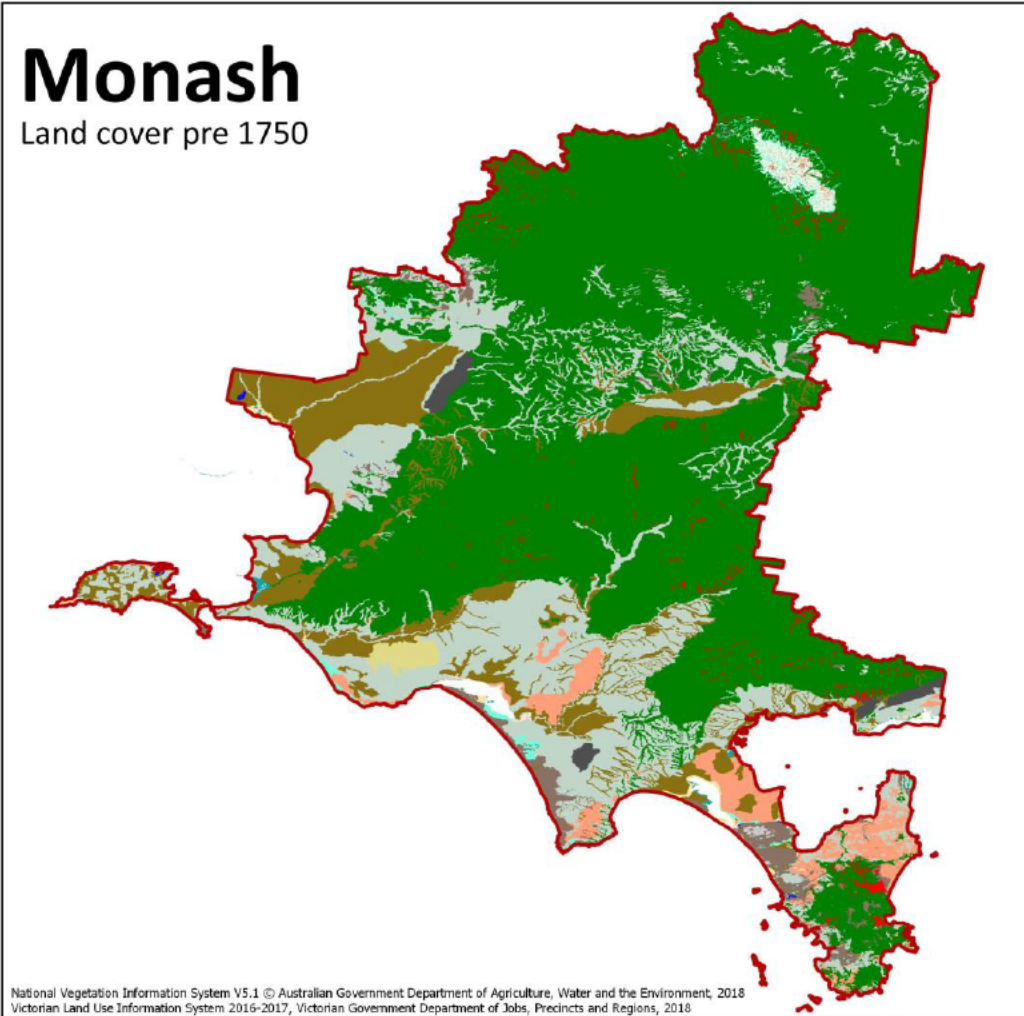 Monash
Land cover pre 1750
National Vegetation Information System V5.1 © Australian Government Department of Agriculture, Water and the Environment, 2018
Victorian Land Use Information System 2016-2017, Victorian Government Department of Jobs, Precincts and Regions, 2018